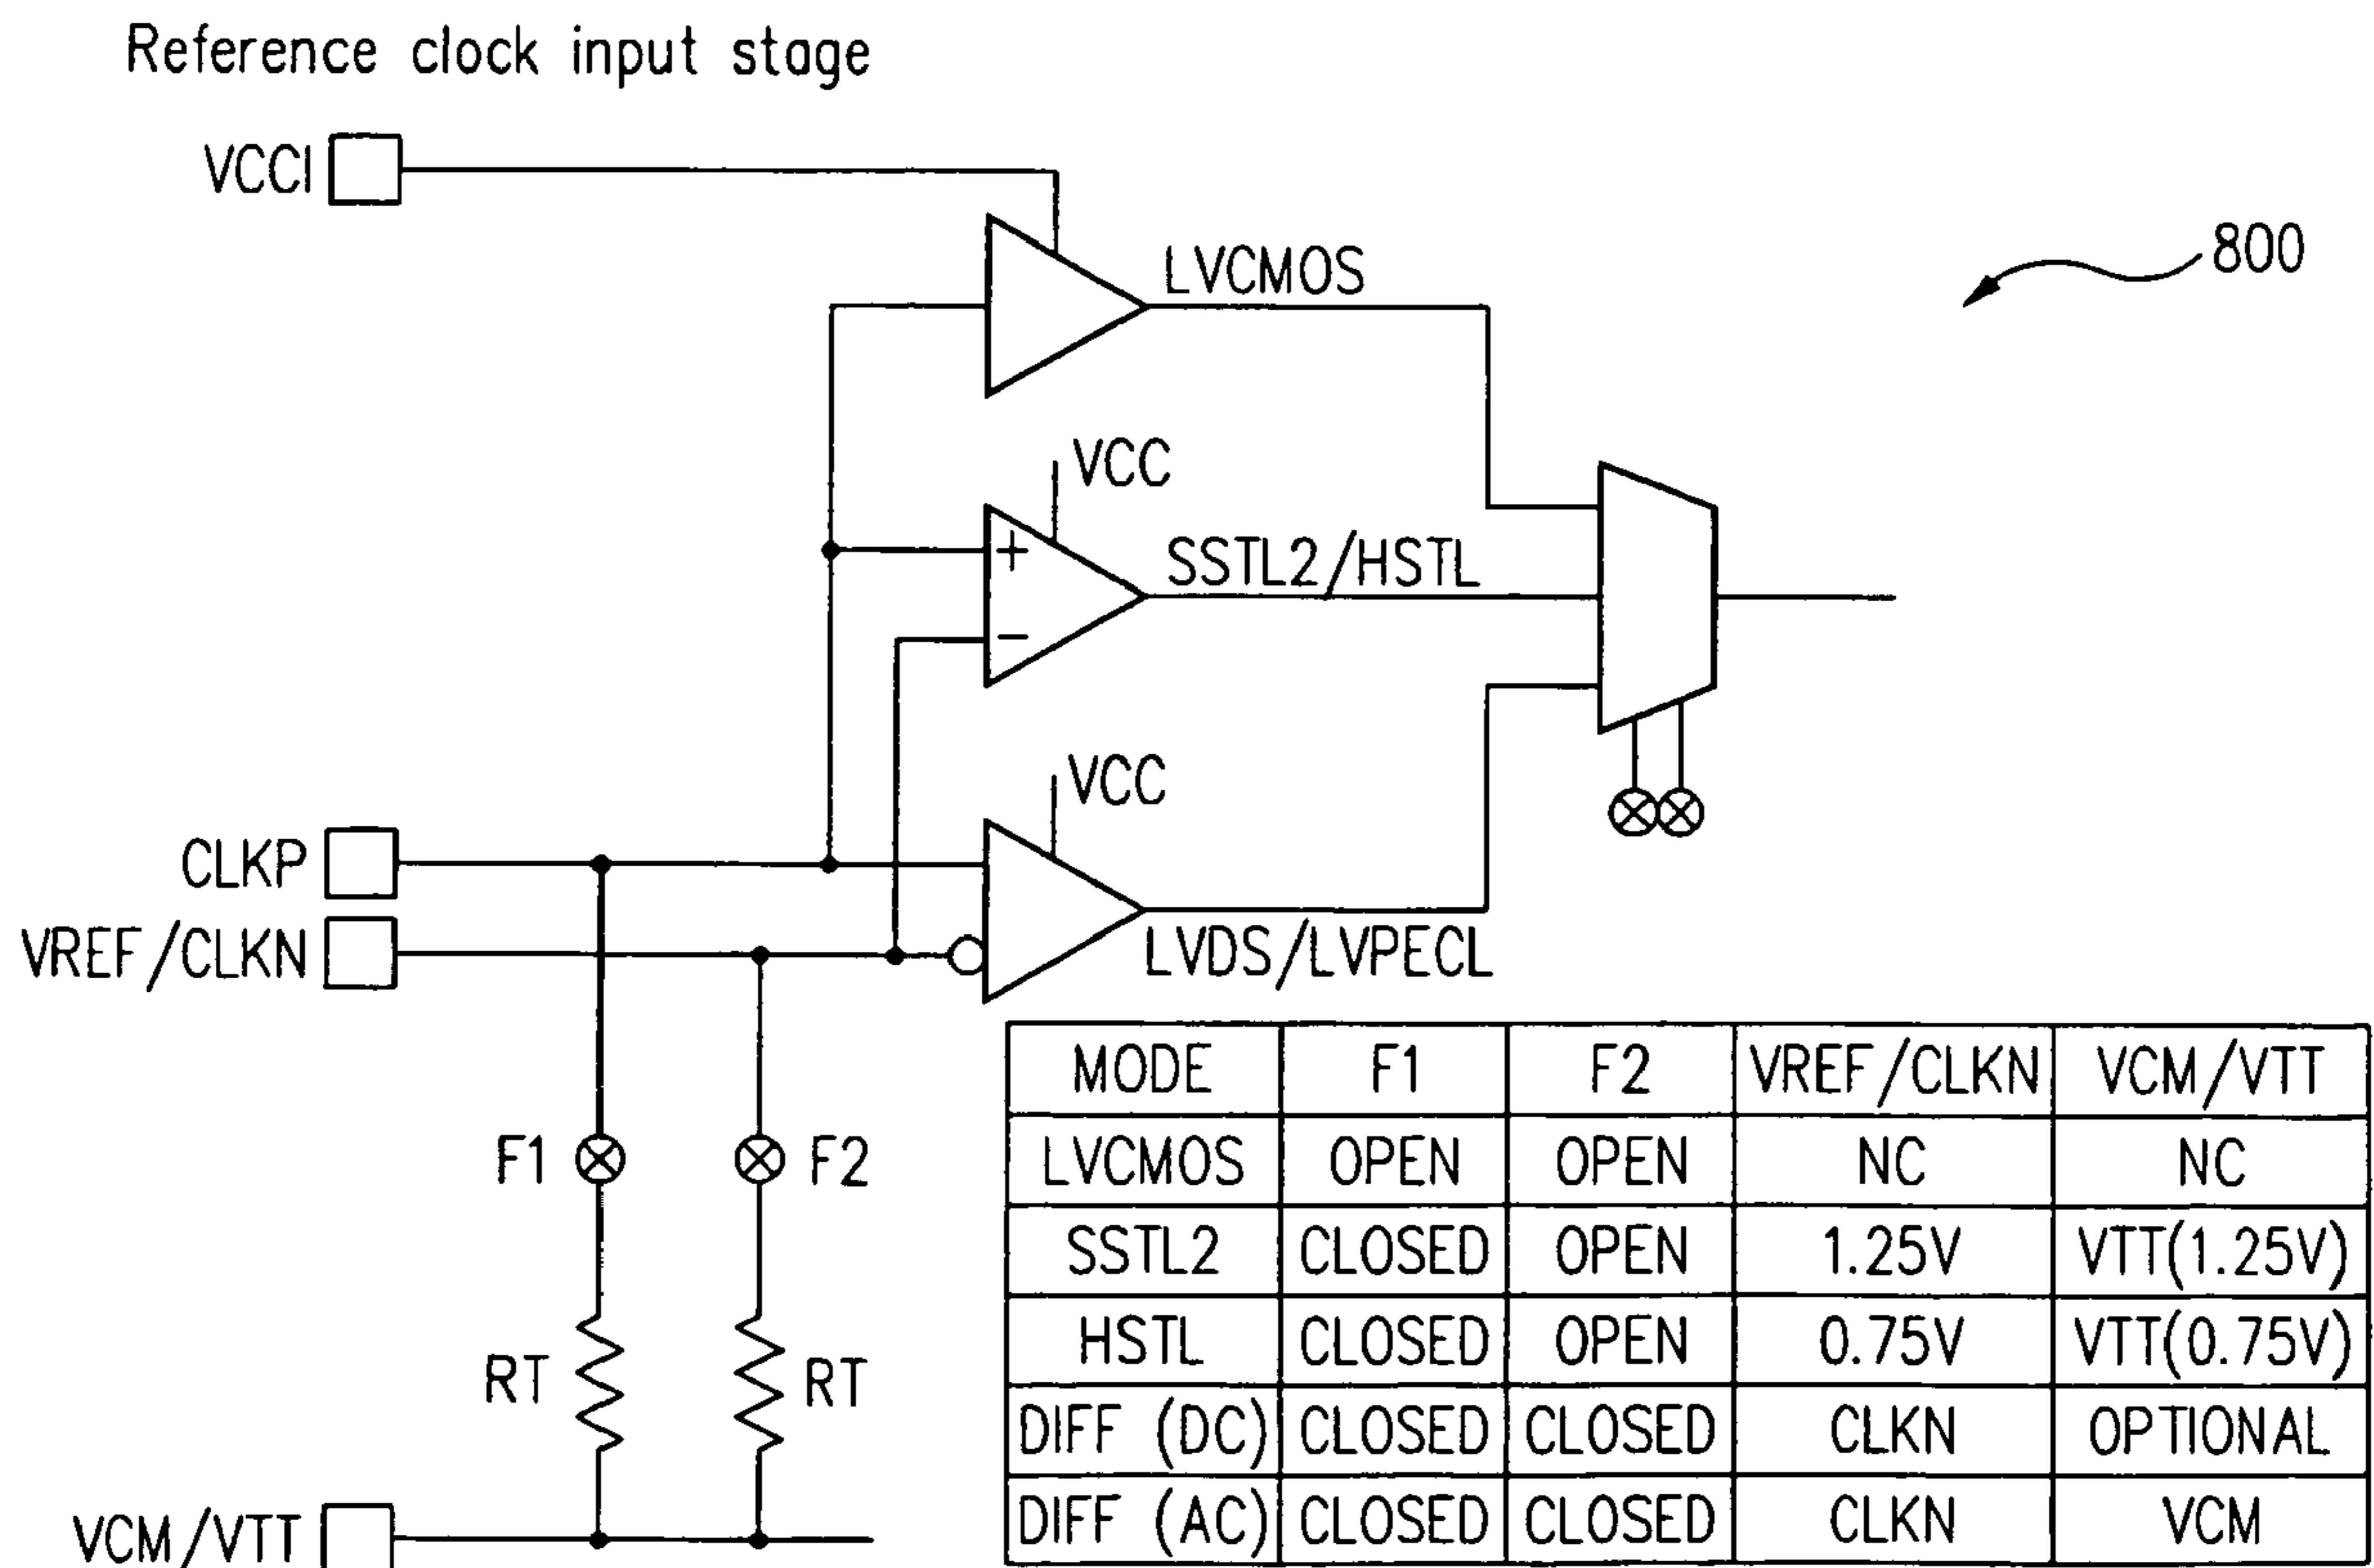 Reference clock input stage
VCCI
LVCMOS
800
VCC
+
SSTL2/HSTL
−
VCC
CLKP
VREF/CLKN
LVDS/LVPECL
F1
F2
RT
RT
VCM/VTT
MODE F1 F2 VREF/CLKN VCM/VTT
LVCMOS OPEN OPEN NC NC
SSTL2 CLOSED OPEN 1.25V VTT(1.25V)
HSTL CLOSED OPEN 0.75V VTT(0.75V)
DIFF (DC) CLOSED CLOSED CLKN OPTIONAL
DIFF (AC) CLOSED CLOSED CLKN VCM